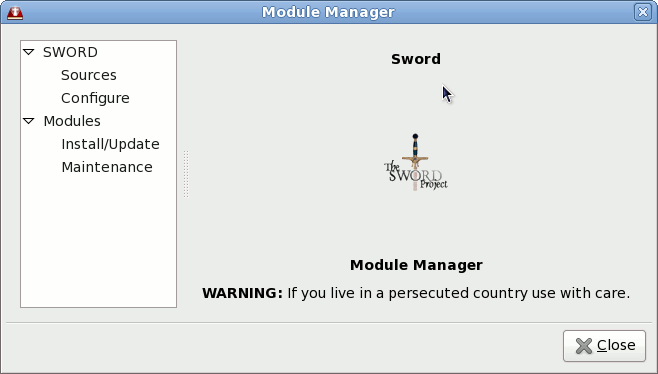 Module Manager
SWORD
Sources
Configure
Modules
Install/Update
Maintenance
Sword
The
SWORD
Project
Module Manager
WARNING: If you live in a persecuted country use with care.
Close